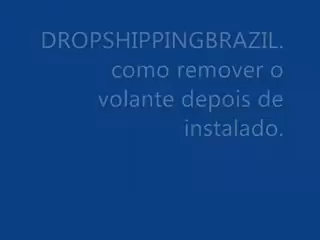 DROPSHIPPINGBRAZIL.
como remover o
volante depois de
instalado.